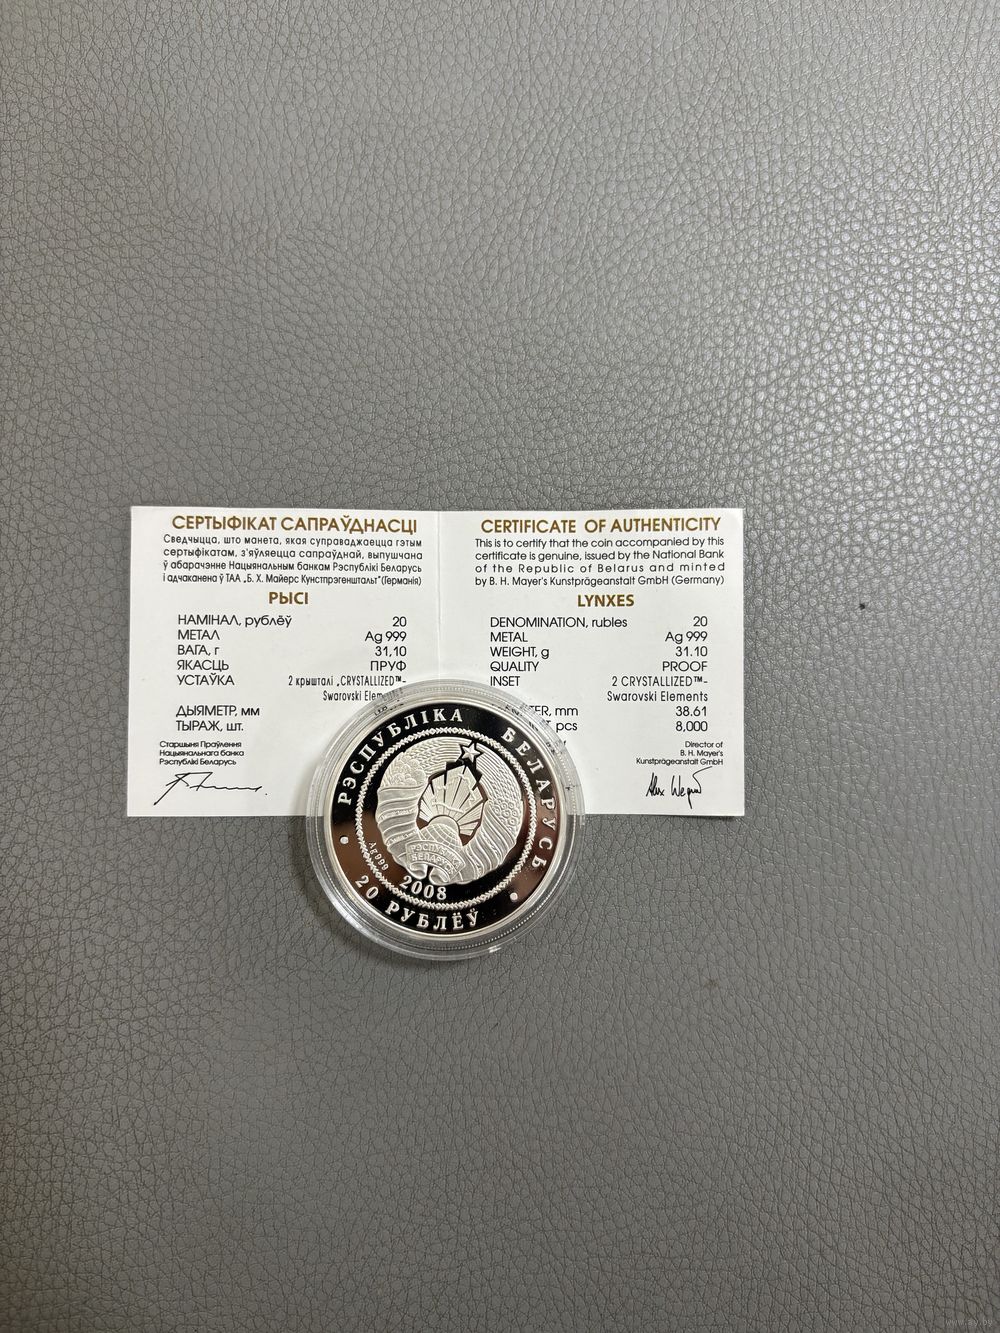 СЕРТЫФІКАТ САПРАЎДНАСЦІ
Сведчыцца, што манета, якая суправаджаецца гэтым
сертыфікатам, з'яўляецца сапраўднай, выпушчана
ў абарачэнне Нацыянальным банкам Рэспублікі Беларусь
і адчаканена ў ТАА „Б. Х. Майерс Кунстпрэгенштальт"(Германія)
РЫСІ
НАМІНАЛ, рублёў 20
МЕТАЛ Ag 999
ВАГА, г 31,10
ЯКАСЦЬ ПРУФ
УСТАЎКА 2 крышталі „CRYSTALLIZED™-
Swarovski
ДЫЯМЕТР, мм
ТЫРАЖ, шт.
Старшыня Праўлення
Нацыянальнага банка
Рэспублікі Беларусь
CERTIFICATE OF AUTHENTICITY
This is to certify that the coin accompanied by this
certificate is genuine, issued by the National Bank
of the Republic of Belarus and minted
by B. H. Mayer's Kunstprägeanstalt GmbH (Germany)
LYNXES
DENOMINATION, rubles 20
METAL Ag 999
WEIGHT, g 31.10
QUALITY PROOF
INSET 2 CRYSTALLIZED™-
Swarovski Elements
mm 38.61
pcs 8,000
Director of
B. H. Mayer's
Kunstprägeanstalt GmbH
РЭСПУБЛІКА БЕЛАРУСЬ
РЭСПУБЛІКА
БЕЛАРУСЬ
Ag 999
2008
20 РУБЛЁЎ
www.ay.by